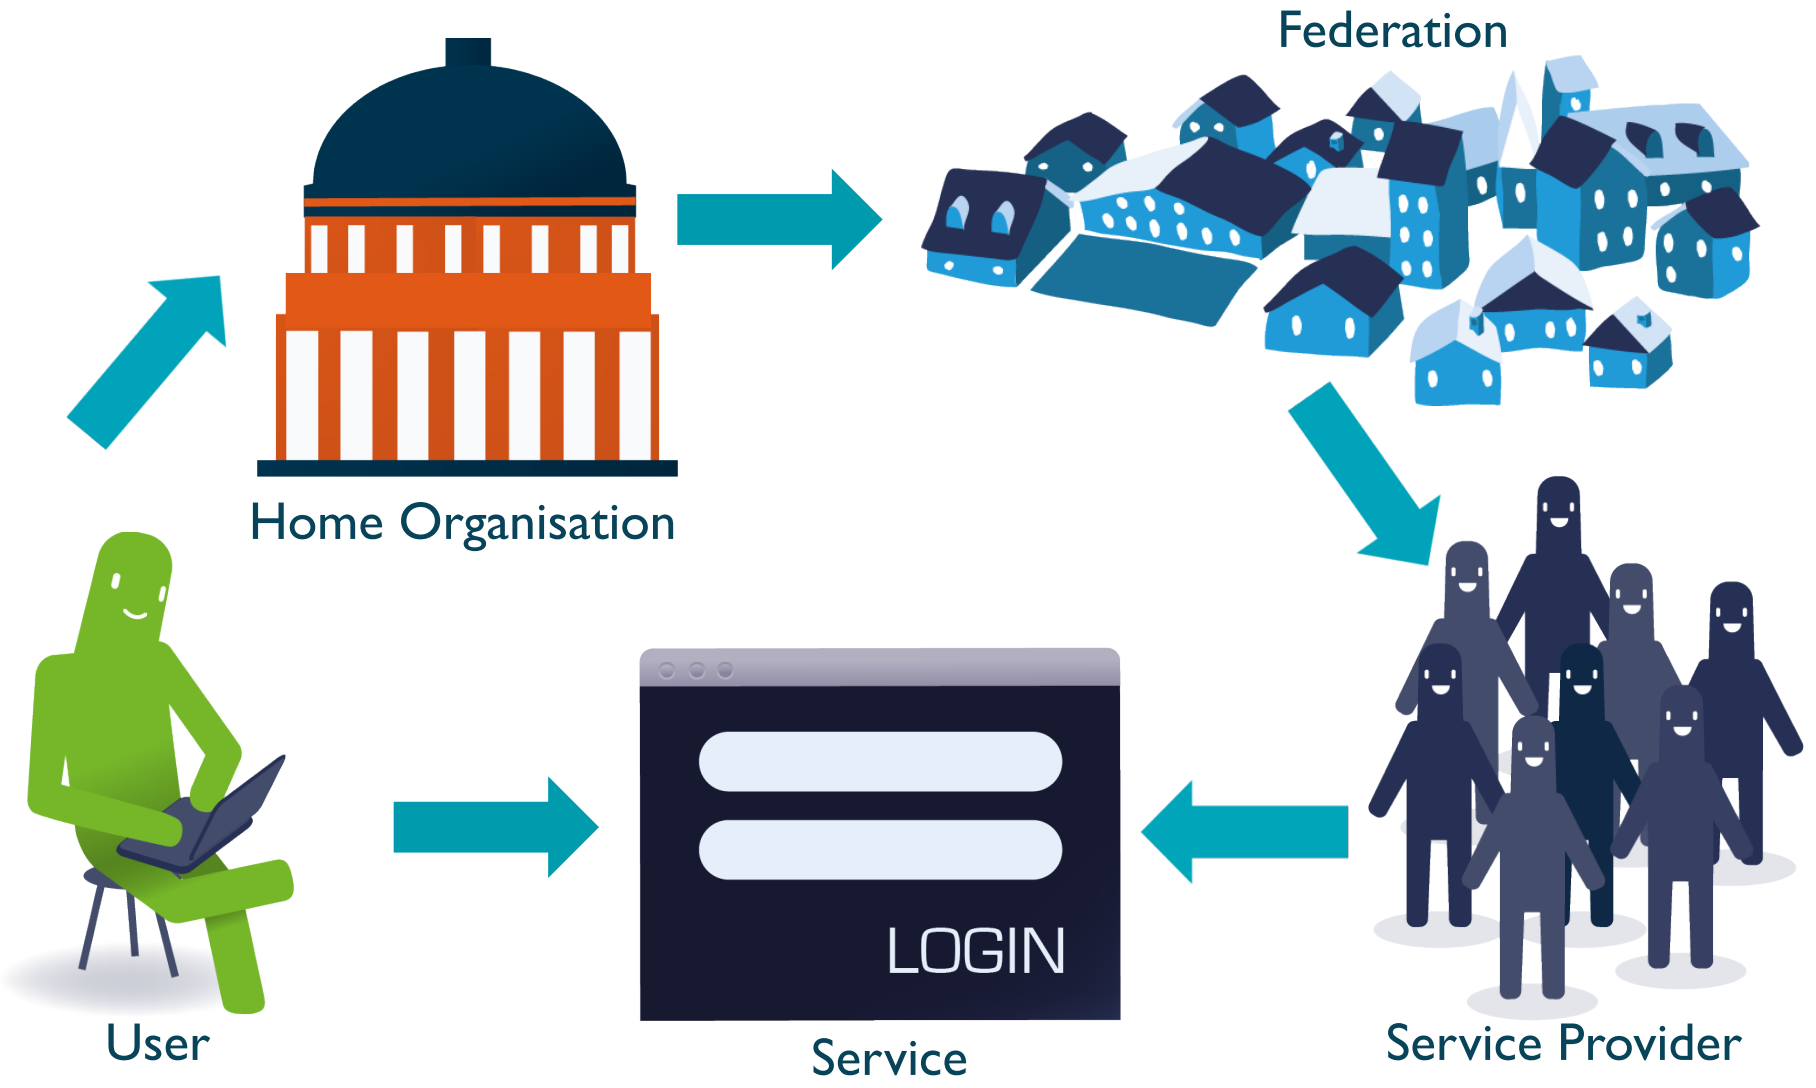 Federation
Home Organisation
LOGIN
User
Service
Service Provider